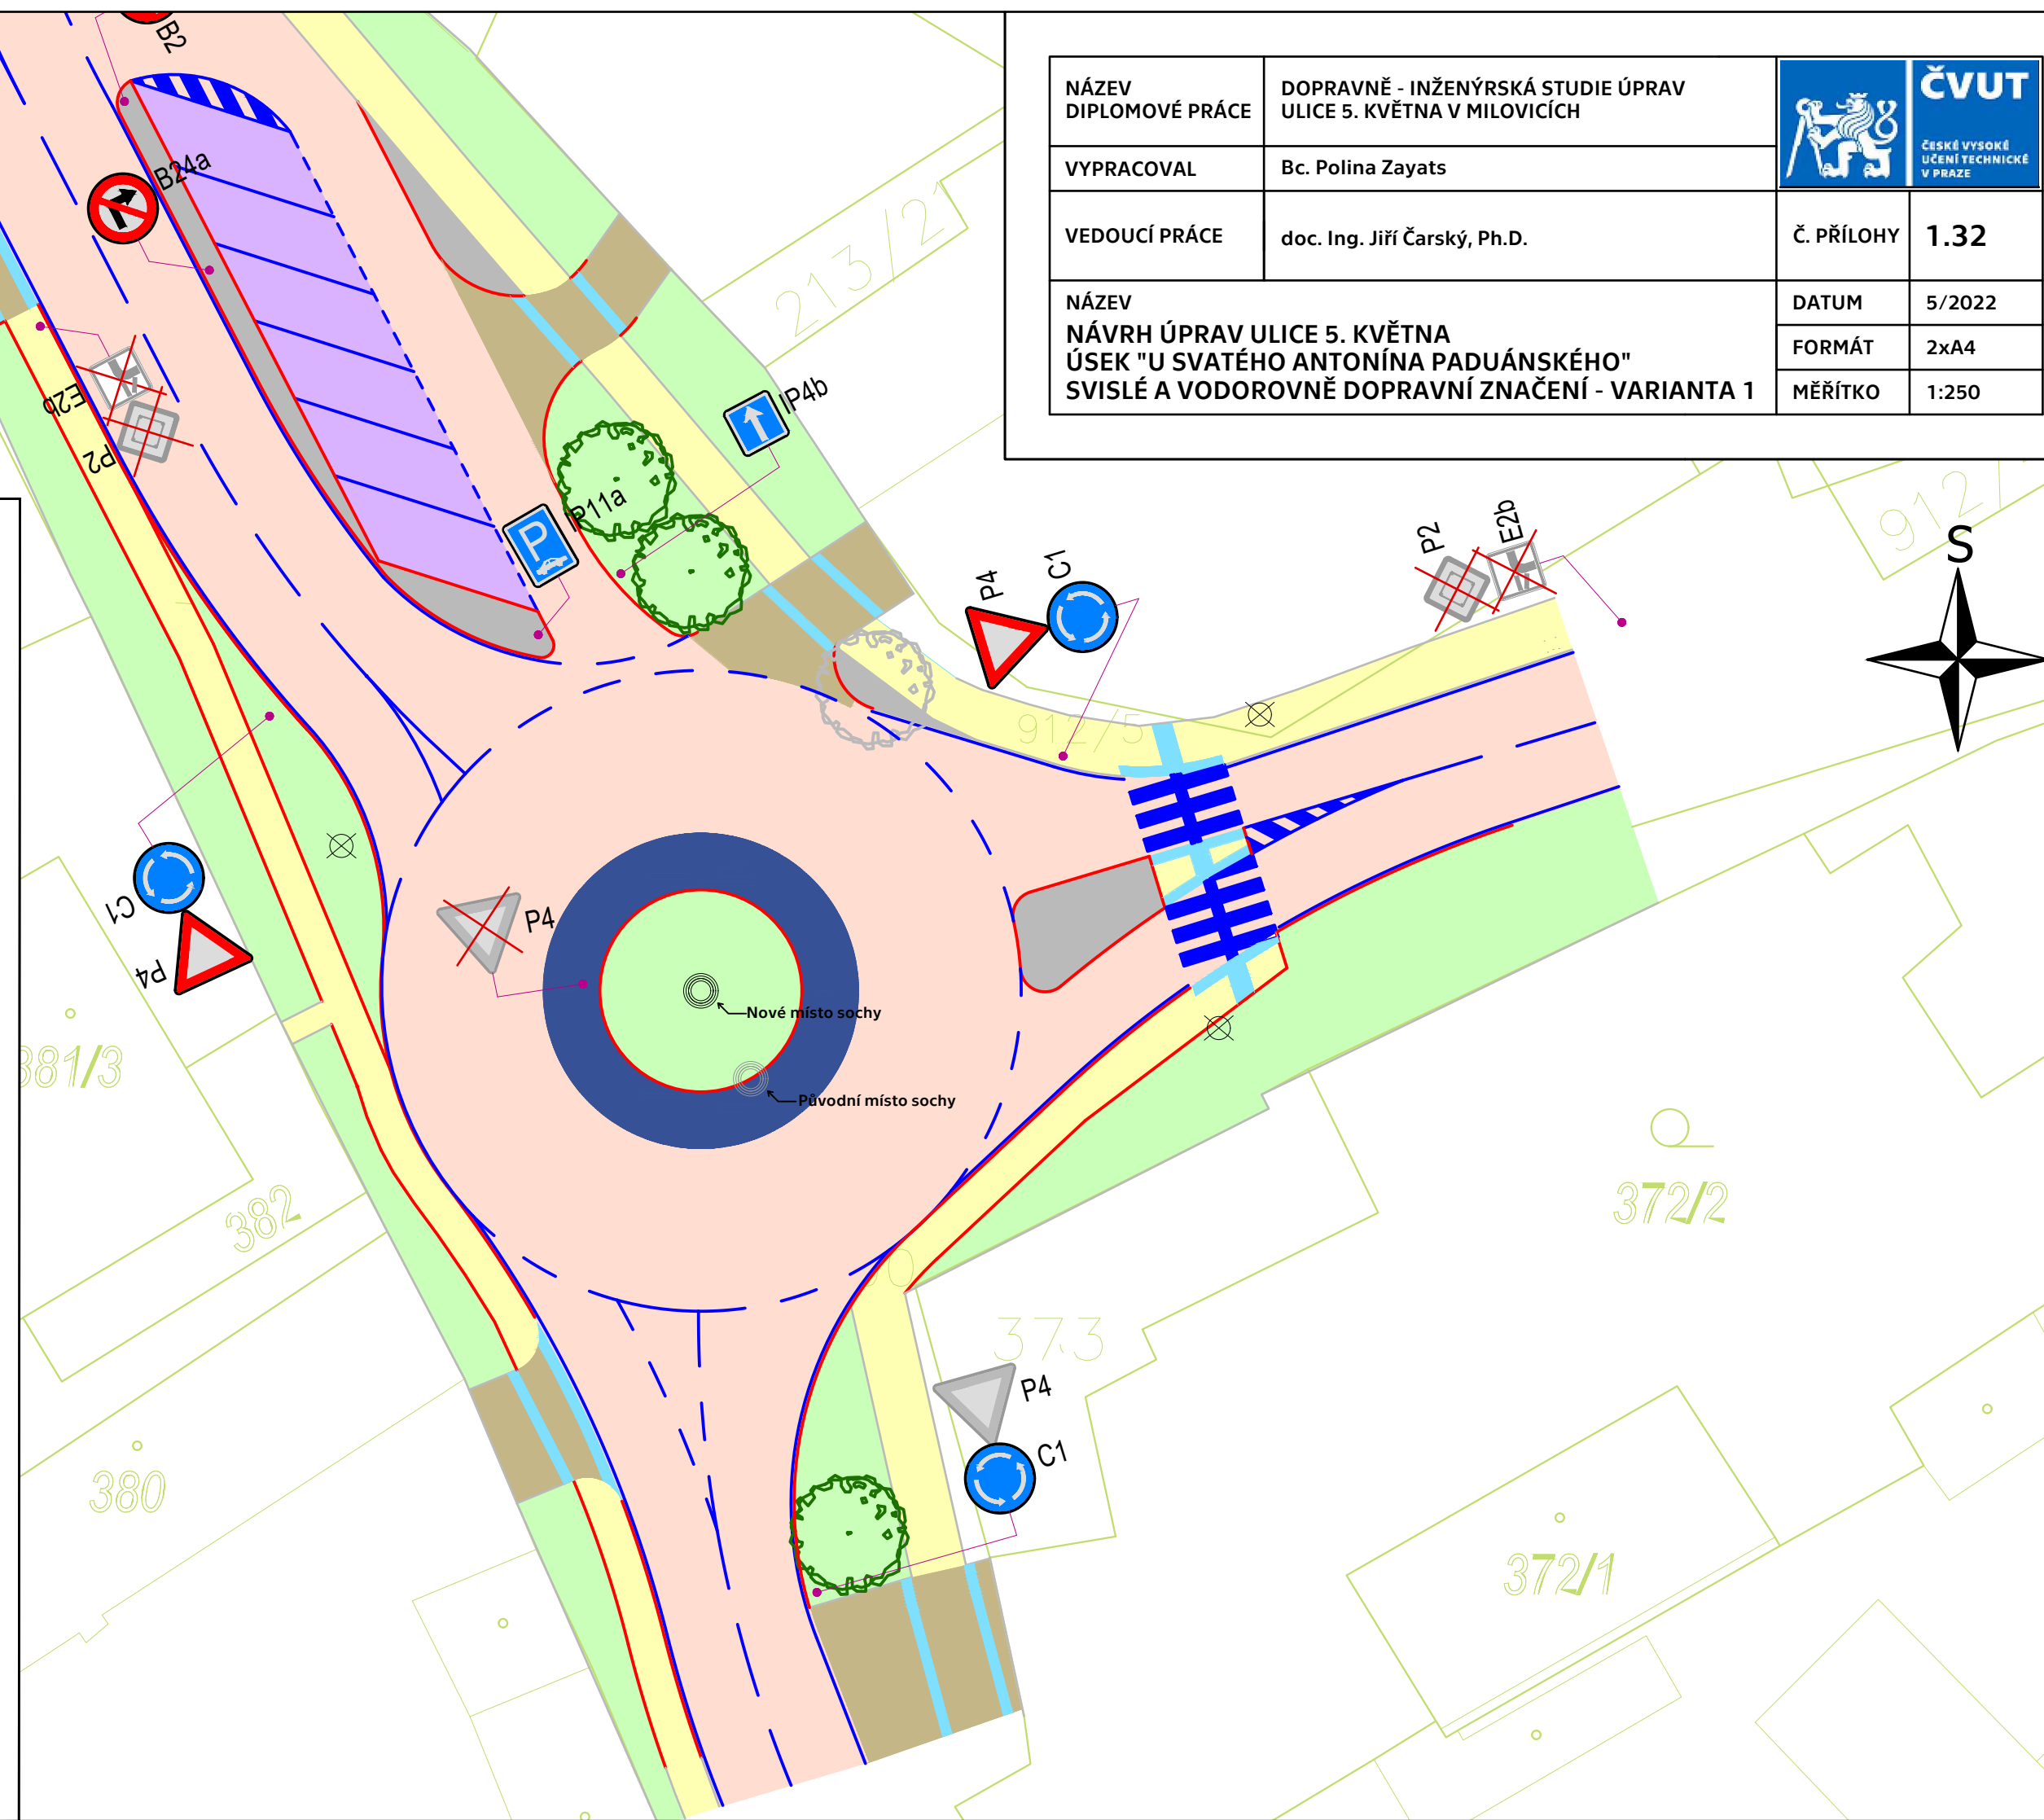 NÁZEV
DIPLOMOVÉ PRÁCE
DOPRAVNĚ - INŽENÝRSKÁ STUDIE ÚPRAV
ULICE 5. KVĚTNA V MILOVICÍCH
ČVUT
ČESKÉ VYSOKÉ
UČENÍ TECHNICKÉ
V PRAZE
VYPRACOVAL
Bc. Polina Zayats
VEDOUCÍ PRÁCE
doc. Ing. Jiří Čarský, Ph.D.
Č. PŘÍLOHY
1.32
NÁZEV
NÁVRH ÚPRAV ULICE 5. KVĚTNA
ÚSEK "U SVATÉHO ANTONÍNA PADUÁNSKÉHO"
SVISLÉ A VODOROVNĚ DOPRAVNÍ ZNAČENÍ - VARIANTA 1
DATUM
5/2022
FORMÁT
2xA4
MĚŘÍTKO
1:250
B2
B24a
213/21
E2b
P2
IP4b
IP11a
P
P4
C1
P2
E2b
912/
S
912/5
C1
P4
P4
Nové místo sochy
Původní místo sochy
881/3
382
372/2
373
P4
C1
380
372/1